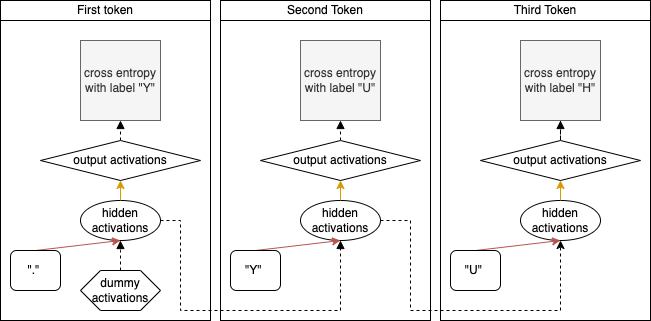 First token
Second Token
Third Token
cross entropy
with label "Y"
cross entropy
with label "U"
cross entropy
with label "H"
output activations
output activations
output activations
hidden
activations
hidden
activations
hidden
activations
"."
"Y"
"U"
dummy
activations